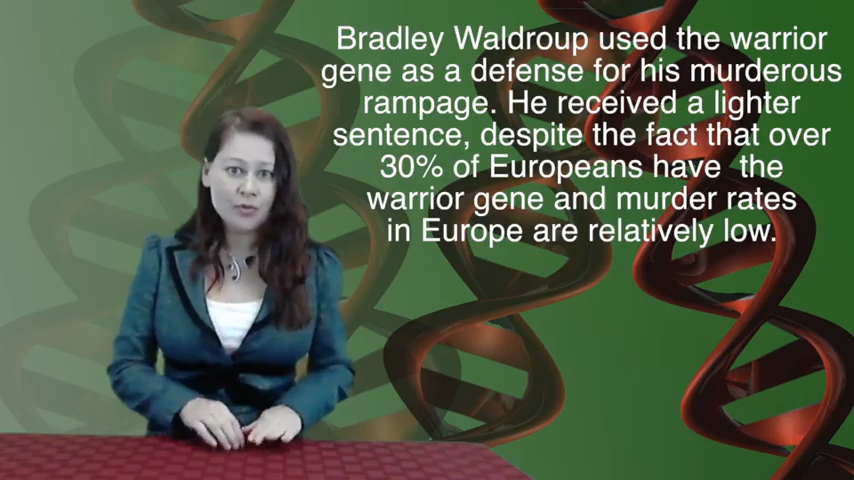 Bradley Waldroup used the warrior
gene as a defense for his murderous
rampage. He received a lighter
sentence, despite the fact that over
30% of Europeans have the
warrior gene and murder rates
in Europe are relatively low.